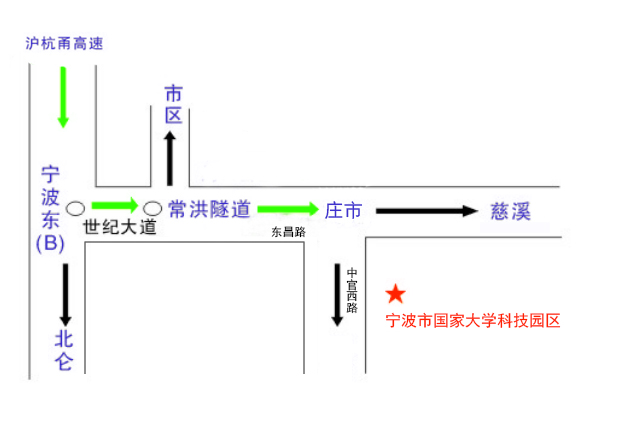 沪杭甬高速
市区
宁波东(B)
世纪大道
常洪隧道
庄市
慈溪
东昌路
中官西路
宁波市国家大学科技园区
北仑